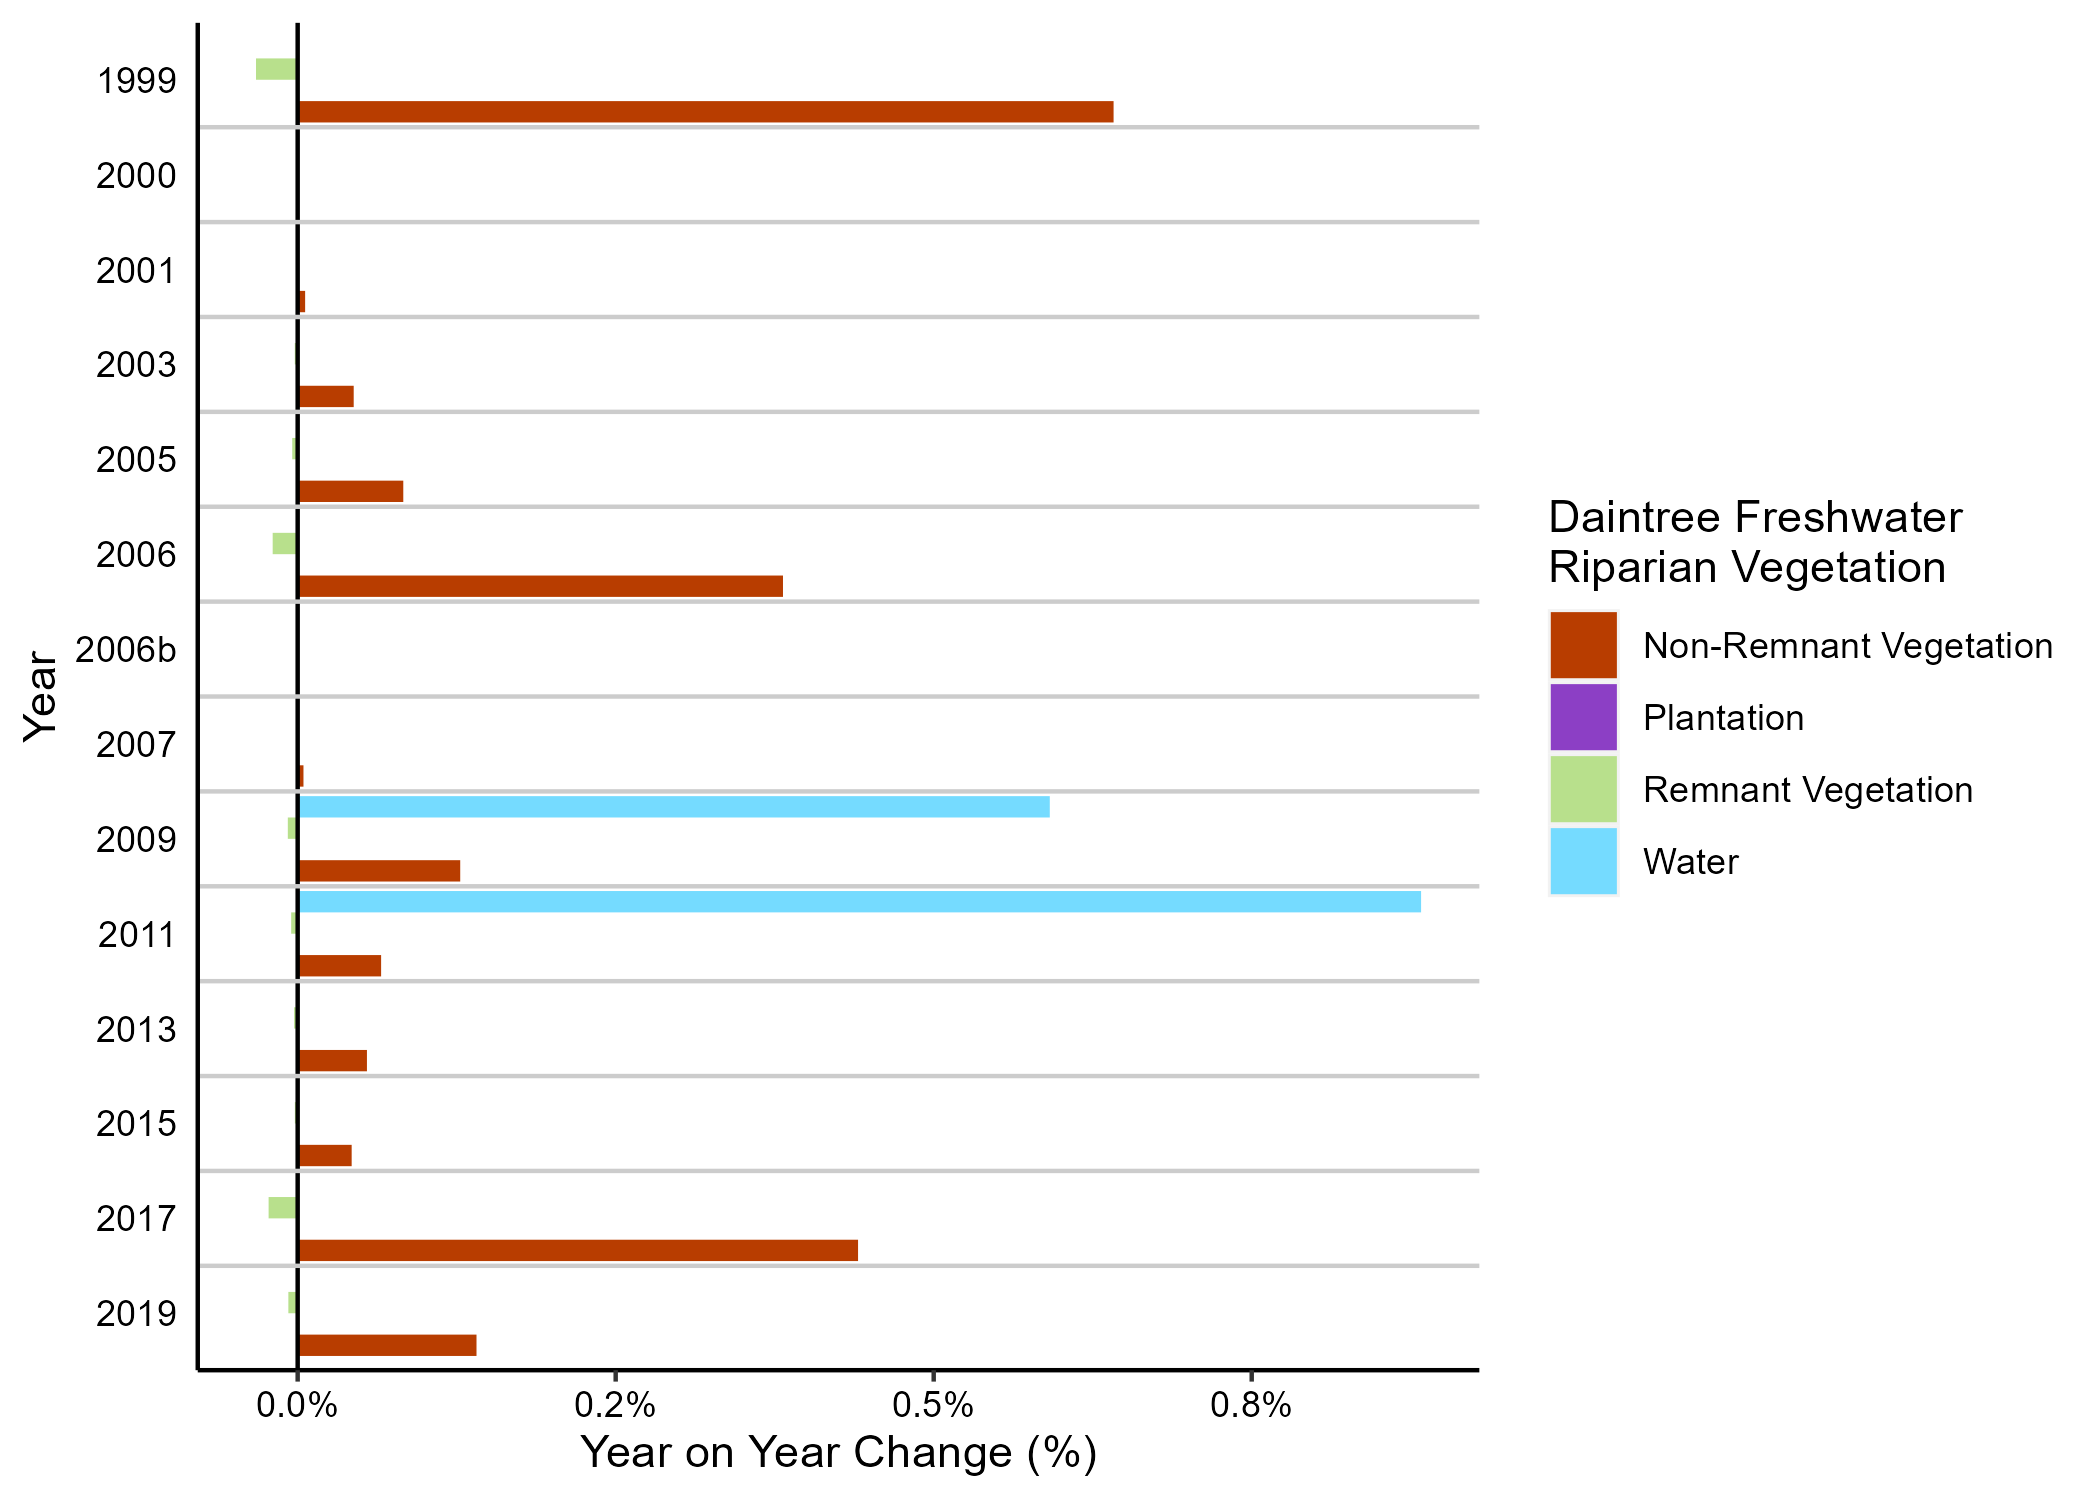 1999
2000
2001
2003
2005
2006
2006b
2007
2009
2011
2013
2015
2017
2019
Year
0.0%
0.2%
0.5%
0.8%
Year on Year Change (%)
Daintree Freshwater
Riparian Vegetation
Non-Remnant Vegetation
Plantation
Remnant Vegetation
Water